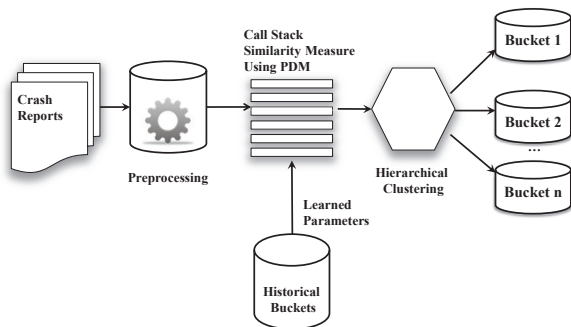 Call Stack
Similarity Measure
Using PDM
Bucket 1
Crash
Reports
Bucket 2
...
Preprocessing
Hierarchical
Clustering
Bucket n
Learned
Parameters
Historical
Buckets